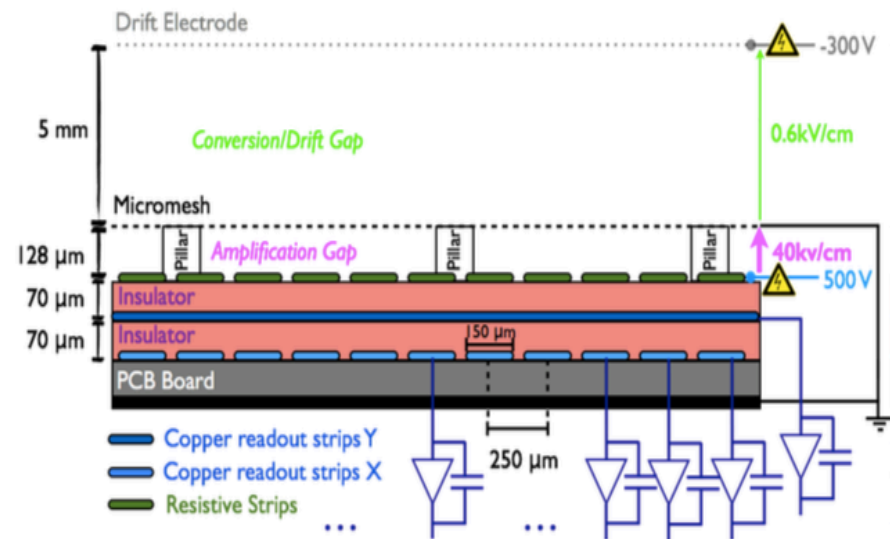 Drift Electrode
-300 V
5 mm
Conversion/Drift Gap
0.6kV/cm
Micromesh
128 µm
Pillar
Amplification Gap
Pillar
Pillar
40kv/cm
500 V
70 µm
Insulator
70 µm
Insulator
150 µm
PCB Board
Copper readout strips Y
Copper readout strips X
250 µm
Resistive Strips
...
...